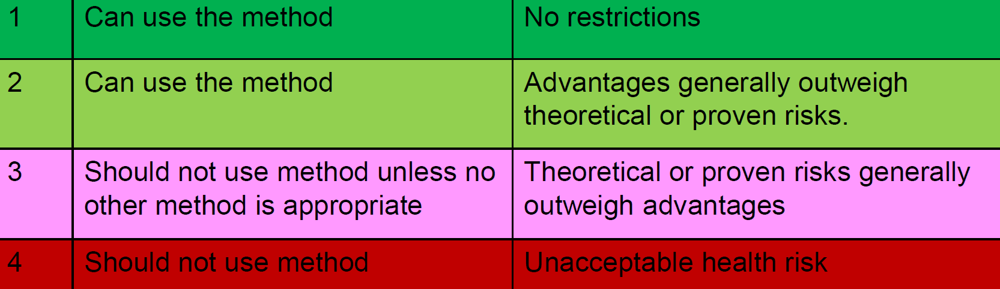 1 Can use the method No restrictions
2 Can use the method Advantages generally outweigh
theoretical or proven risks.
3 Should not use method unless no Theoretical or proven risks generally
other method is appropriate outweigh advantages
4 Should not use method Unacceptable health risk